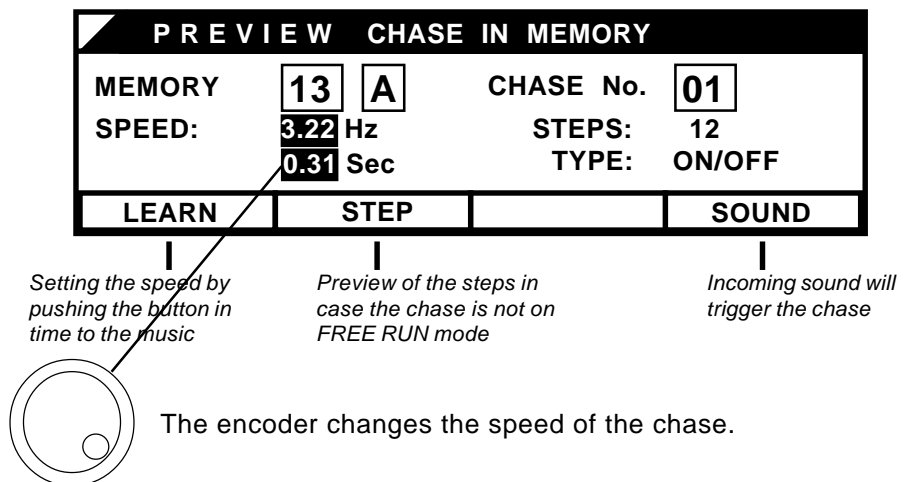 PREVIEW CHASE IN MEMORY
MEMORY 13 A CHASE No. 01
SPEED: 3.22 Hz STEPS: 12
0.31 Sec TYPE: ON/OFF
LEARN STEP SOUND
Setting the speed by
pushing the button in
time to the music
Preview of the steps in
case the chase is not on
FREE RUN mode
Incoming sound will
trigger the chase
The encoder changes the speed of the chase.